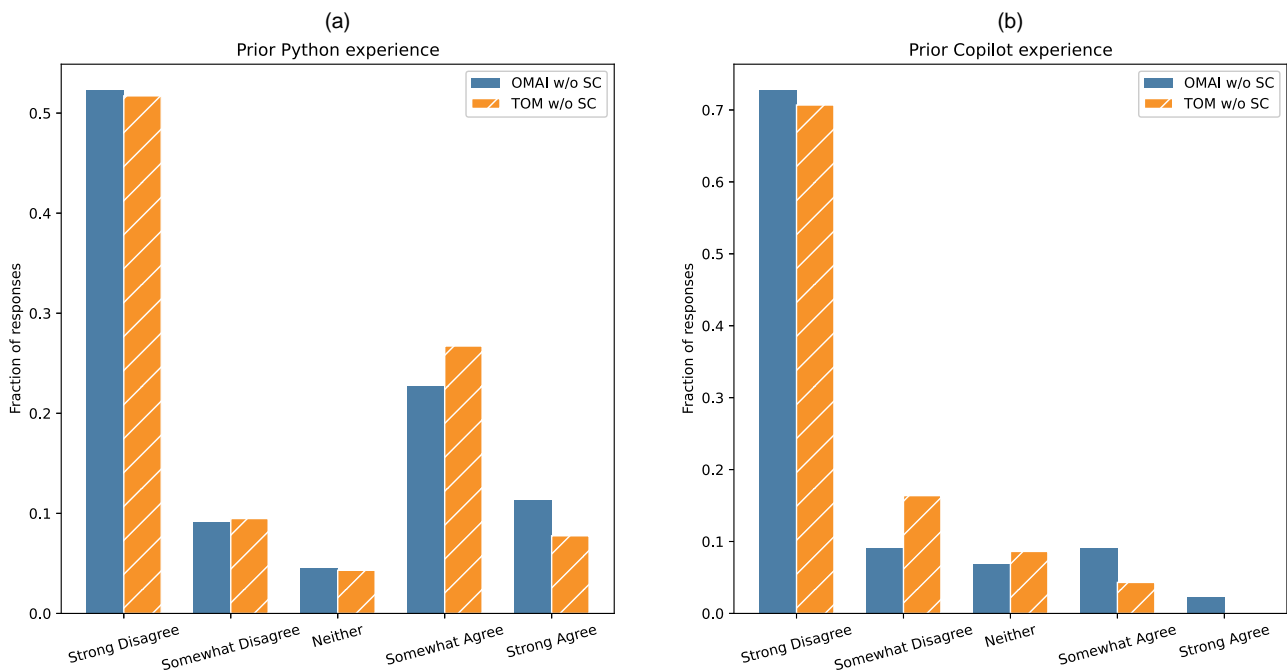 (a)
Prior Python experience
OMAI w/o SC
TOM w/o SC
Fraction of responses
0.5
0.4
0.3
0.2
0.1
0.0
Strong Disagree
Somewhat Disagree
Neither
Somewhat Agree
Strong Agree
(b)
Prior Copilot experience
OMAI w/o SC
TOM w/o SC
Fraction of responses
0.7
0.6
0.5
0.4
0.3
0.2
0.1
0.0
Strong Disagree
Somewhat Disagree
Neither
Somewhat Agree
Strong Agree